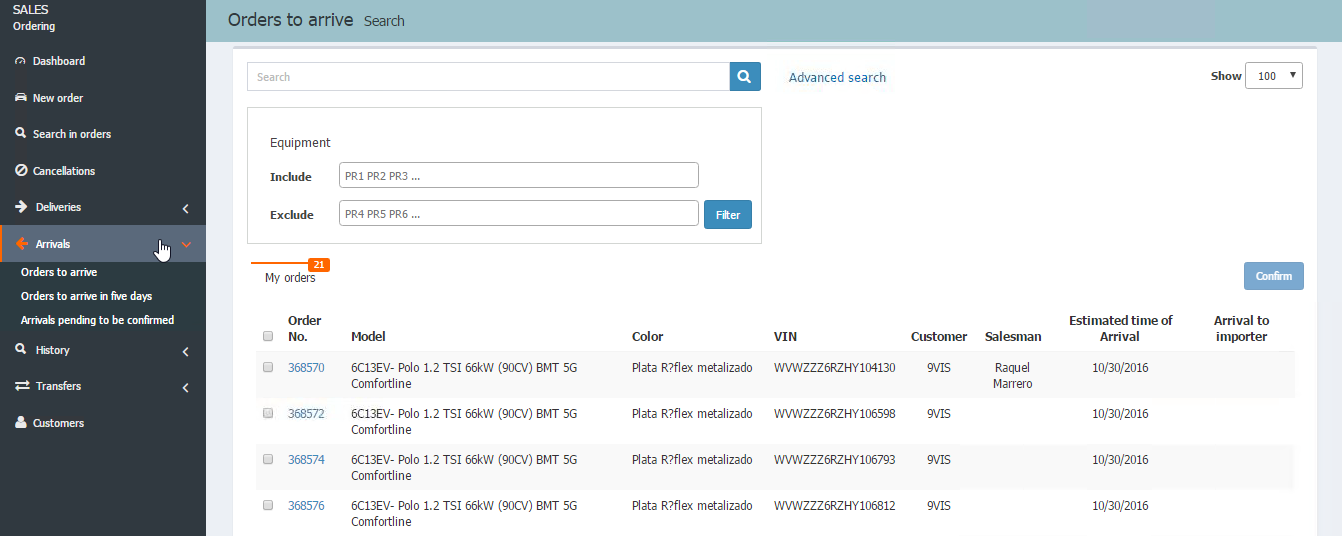 SALES
Ordering
Dashboard
New order
Search in orders
Cancellations
Deliveries
Arrivals
Orders to arrive
Orders to arrive in five days
Arrivals pending to be confirmed
History
Transfers
Customers
Orders to arrive Search
Search
Advanced search
Show 100
Equipment
Include PR1 PR2 PR3 ...
Exclude PR4 PR5 PR6 ... Filter
21
My orders
Confirm
Order No. Model Color VIN Customer Salesman Estimated time of Arrival Arrival to importer
368570 6C13EV- Polo 1.2 TSI 66kW (90CV) BMT 5G Plata R?flex metalizado WVWZZZ6RZHY104130 9VIS Raquel 10/30/2016
Comfortline Marrero
368572 6C13EV- Polo 1.2 TSI 66kW (90CV) BMT 5G Plata R?flex metalizado WVWZZZ6RZHY106598 9VIS 10/30/2016
Comfortline
368574 6C13EV- Polo 1.2 TSI 66kW (90CV) BMT 5G Plata R?flex metalizado WVWZZZ6RZHY106793 9VIS 10/30/2016
Comfortline
368576 6C13EV- Polo 1.2 TSI 66kW (90CV) BMT 5G Plata R?flex metalizado WVWZZZ6RZHY106812 9VIS 10/30/2016
Comfortline